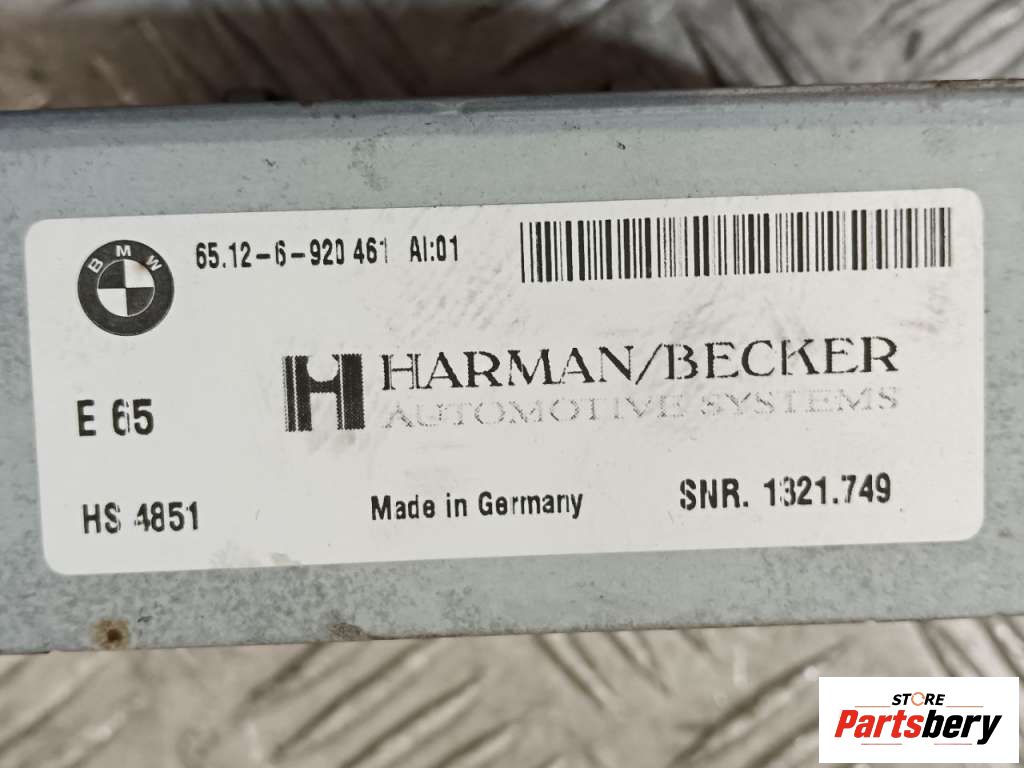 BMW
65.12-6-920 461 AI:01
HARMAN/BECKER
AUTOMOTIVE SYSTEMS
E 65
HS 4851
Made in Germany
SNR. 1321.749
STORE
Partsbery